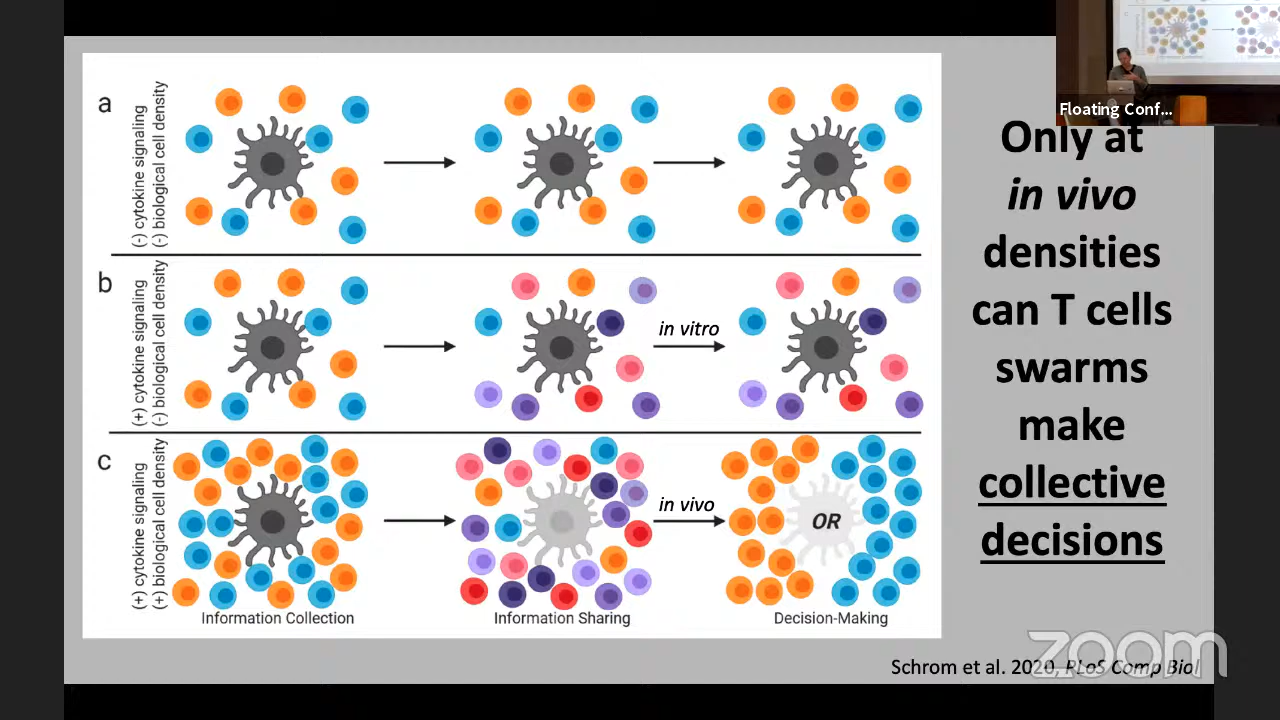 Floating Conf...
Only at
in vivo
densities
can T cells
swarms
make
collective
decisions
a
(-) cytokine signaling
(-) biological cell density
b
(+) cytokine signaling
(-) biological cell density
in vitro
c
(+) cytokine signaling
(+) biological cell density
in vivo
OR
Information Collection
Information Sharing
Decision-Making
zoom
Schrom et al. 2020, PLoS Comp Biol